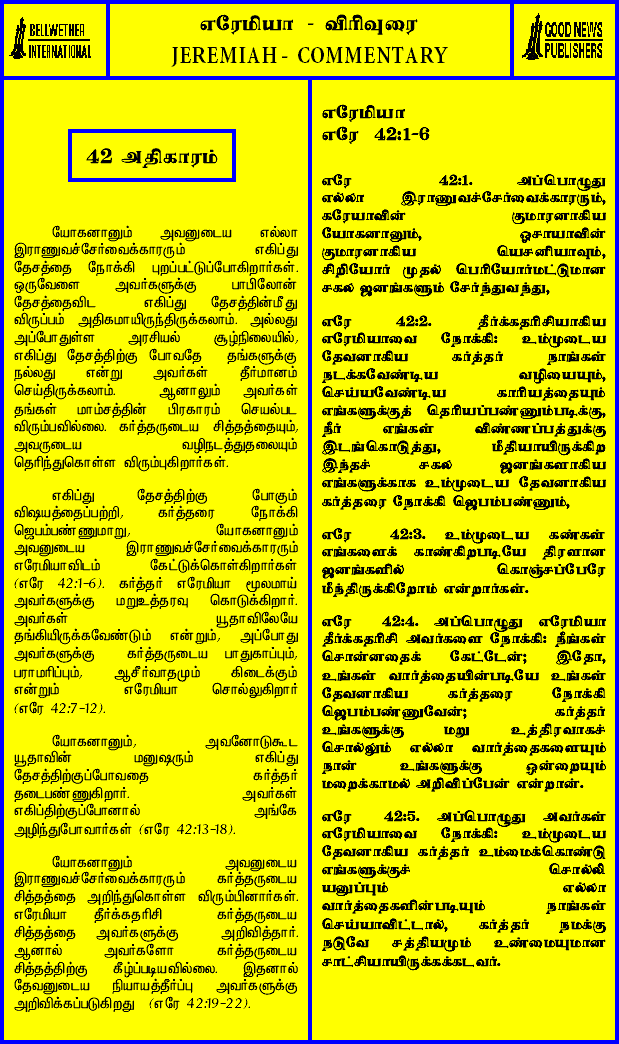 BELLWETHER
INTERNATIONAL
எரேமியா - விரிவுரை
JEREMIAH - COMMENTARY
GOOD NEWS
PUBLISHERS
42 அதிகாரம்
யோகனானும் அவனுடைய எல்லா
இராணுவச்சேர்வைக்காரரும் எகிப்து
தேசத்தை நோக்கி புறப்பட்டுப்போகிறார்கள்.
ஒருவேளை அவர்களுக்கு பாபிலோன்
தேசத்தைவிட எகிப்து தேசத்தின்மீது
விருப்பம் அதிகமாயிருந்திருக்கலாம். அல்லது
அப்போதுள்ள அரசியல் சூழ்நிலையில்,
எகிப்து தேசத்திற்கு போவதே தங்களுக்கு
நல்லது என்று அவர்கள் தீர்மானம்
செய்திருக்கலாம். ஆனாலும் அவர்கள்
தங்கள் மாம்சத்தின் பிரகாரம் செயல்பட
விரும்பவில்லை. கர்த்தருடைய சித்தத்தையும்,
அவருடைய வழிநடத்துதலையும்
தெரிந்துகொள்ள விரும்புகிறார்கள்.
எகிப்து தேசத்திற்கு போகும்
விஷயத்தைப்பற்றி, கர்த்தரை நோக்கி
ஜெபம்பண்ணுமாறு, யோகனானும்
அவனுடைய இராணுவச்சேர்வைக்காரரும்
எரேமியாவிடம் கேட்டுக்கொள்கிறார்கள்
(எரே 42:1-6). கர்த்தர் எரேமியா மூலமாய்
அவர்களுக்கு மறுஉத்தரவு கொடுக்கிறார்.
அவர்கள் யூதாவிலேயே
தங்கியிருக்கவேண்டும் என்றும், அப்போது
அவர்களுக்கு கர்த்தருடைய பாதுகாப்பும்,
பராமரிப்பும், ஆசீர்வாதமும் கிடைக்கும்
என்றும் எரேமியா சொல்லுகிறார்
(எரே 42:7-12).
யோகனானும், அவனோடுகூட
யூதாவின் மனுஷரும் எகிப்து
தேசத்திற்குப்போவதை கர்த்தர்
தடைபண்ணுகிறார். அவர்கள்
எகிப்திற்குப்போனால் அங்கே
அழிந்துபோவார்கள் (எரே 42:13-18).
யோகனானும் அவனுடைய
இராணுவச்சேர்வைக்காரரும் கர்த்தருடைய
சித்தத்தை அறிந்துகொள்ள விரும்பினார்கள்.
எரேமியா தீர்க்கதரிசி கர்த்தருடைய
சித்தத்தை அவர்களுக்கு அறிவித்தார்.
ஆனால் அவர்களோ கர்த்தருடைய
சித்தத்திற்கு கீழ்ப்படியவில்லை. இதனால்
தேவனுடைய நியாயத்தீர்ப்பு அவர்களுக்கு
அறிவிக்கப்படுகிறது (எரே 42:19-22).
எரேமியா
எரே 42:1-6
எரே 42:1. அப்பொழுது
எல்லா இராணுவச்சேர்வைக்காரரும்,
கரேயாவின் குமாரனாகிய
யோகனானும், ஓசாயாவின்
குமாரனாகிய யெசனியாவும்,
சிறியோர் முதல் பெரியோர்மட்டுமான
சகல ஜனங்களும் சேர்ந்துவந்து,
எரே 42:2. தீர்க்கதரிசியாகிய
எரேமியாவை நோக்கி: உம்முடைய
தேவனாகிய கர்த்தர் நாங்கள்
நடக்கவேண்டிய வழியையும்,
செய்யவேண்டிய காரியத்தையும்
எங்களுக்குத் தெரியப்பண்ணும்படிக்கு,
நீர் எங்கள் விண்ணப்பத்துக்கு
இடங்கொடுத்து, மீதியாயிருக்கிற
இந்தச் சகல ஜனங்களாகிய
எங்களுக்காக உம்முடைய தேவனாகிய
கர்த்தரை நோக்கி ஜெபம்பண்ணும்,
எரே 42:3. உம்முடைய கண்கள்
எங்களைக் காண்கிறபடியே திரளான
ஜனங்களில் கொஞ்சப்பேரே
மீந்திருக்கிறோம் என்றார்கள்.
எரே 42:4. அப்பொழுது எரேமியா
தீர்க்கதரிசி அவர்களை நோக்கி: நீங்கள்
சொன்னதைக் கேட்டேன்; இதோ,
உங்கள் வார்த்தையின்படியே உங்கள்
தேவனாகிய கர்த்தரை நோக்கி
ஜெபம்பண்ணுவேன்; கர்த்தர்
உங்களுக்கு மறு உத்திரவாகச்
சொல்லும் எல்லா வார்த்தைகளையும்
நான் உங்களுக்கு ஒன்றையும்
மறைக்காமல் அறிவிப்பேன் என்றான்.
எரே 42:5. அப்பொழுது அவர்கள்
எரேமியாவை நோக்கி: உம்முடைய
தேவனாகிய கர்த்தர் உம்மைக்கொண்டு
எங்களுக்குச் சொல்லி
யனுப்பும் எல்லா
வார்த்தைகளின்படியும் நாங்கள்
செய்யாவிட்டால், கர்த்தர் நமக்கு
நடுவே சத்தியமும் உண்மையுமான
சாட்சியாயிருக்கக்கடவர்.